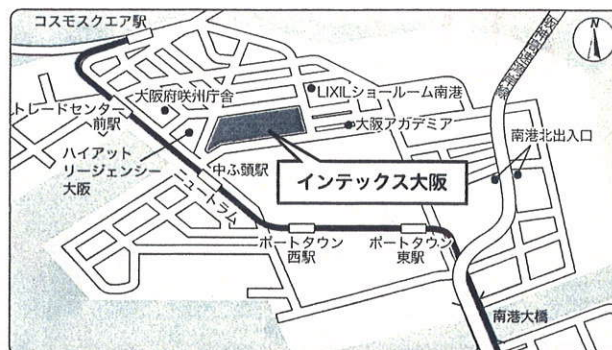 コスモスクエア駅
N
LIXILショールーム南港
大阪府咲州庁舎
トレードセンター
前駅
大阪アカデミア
南港北出入口
ハイアット
リージェンシー
大阪
中ふ頭駅
インテックス大阪
ニュートラム
ポートタウン
西駅
ポートタウン
東駅
南港大橋